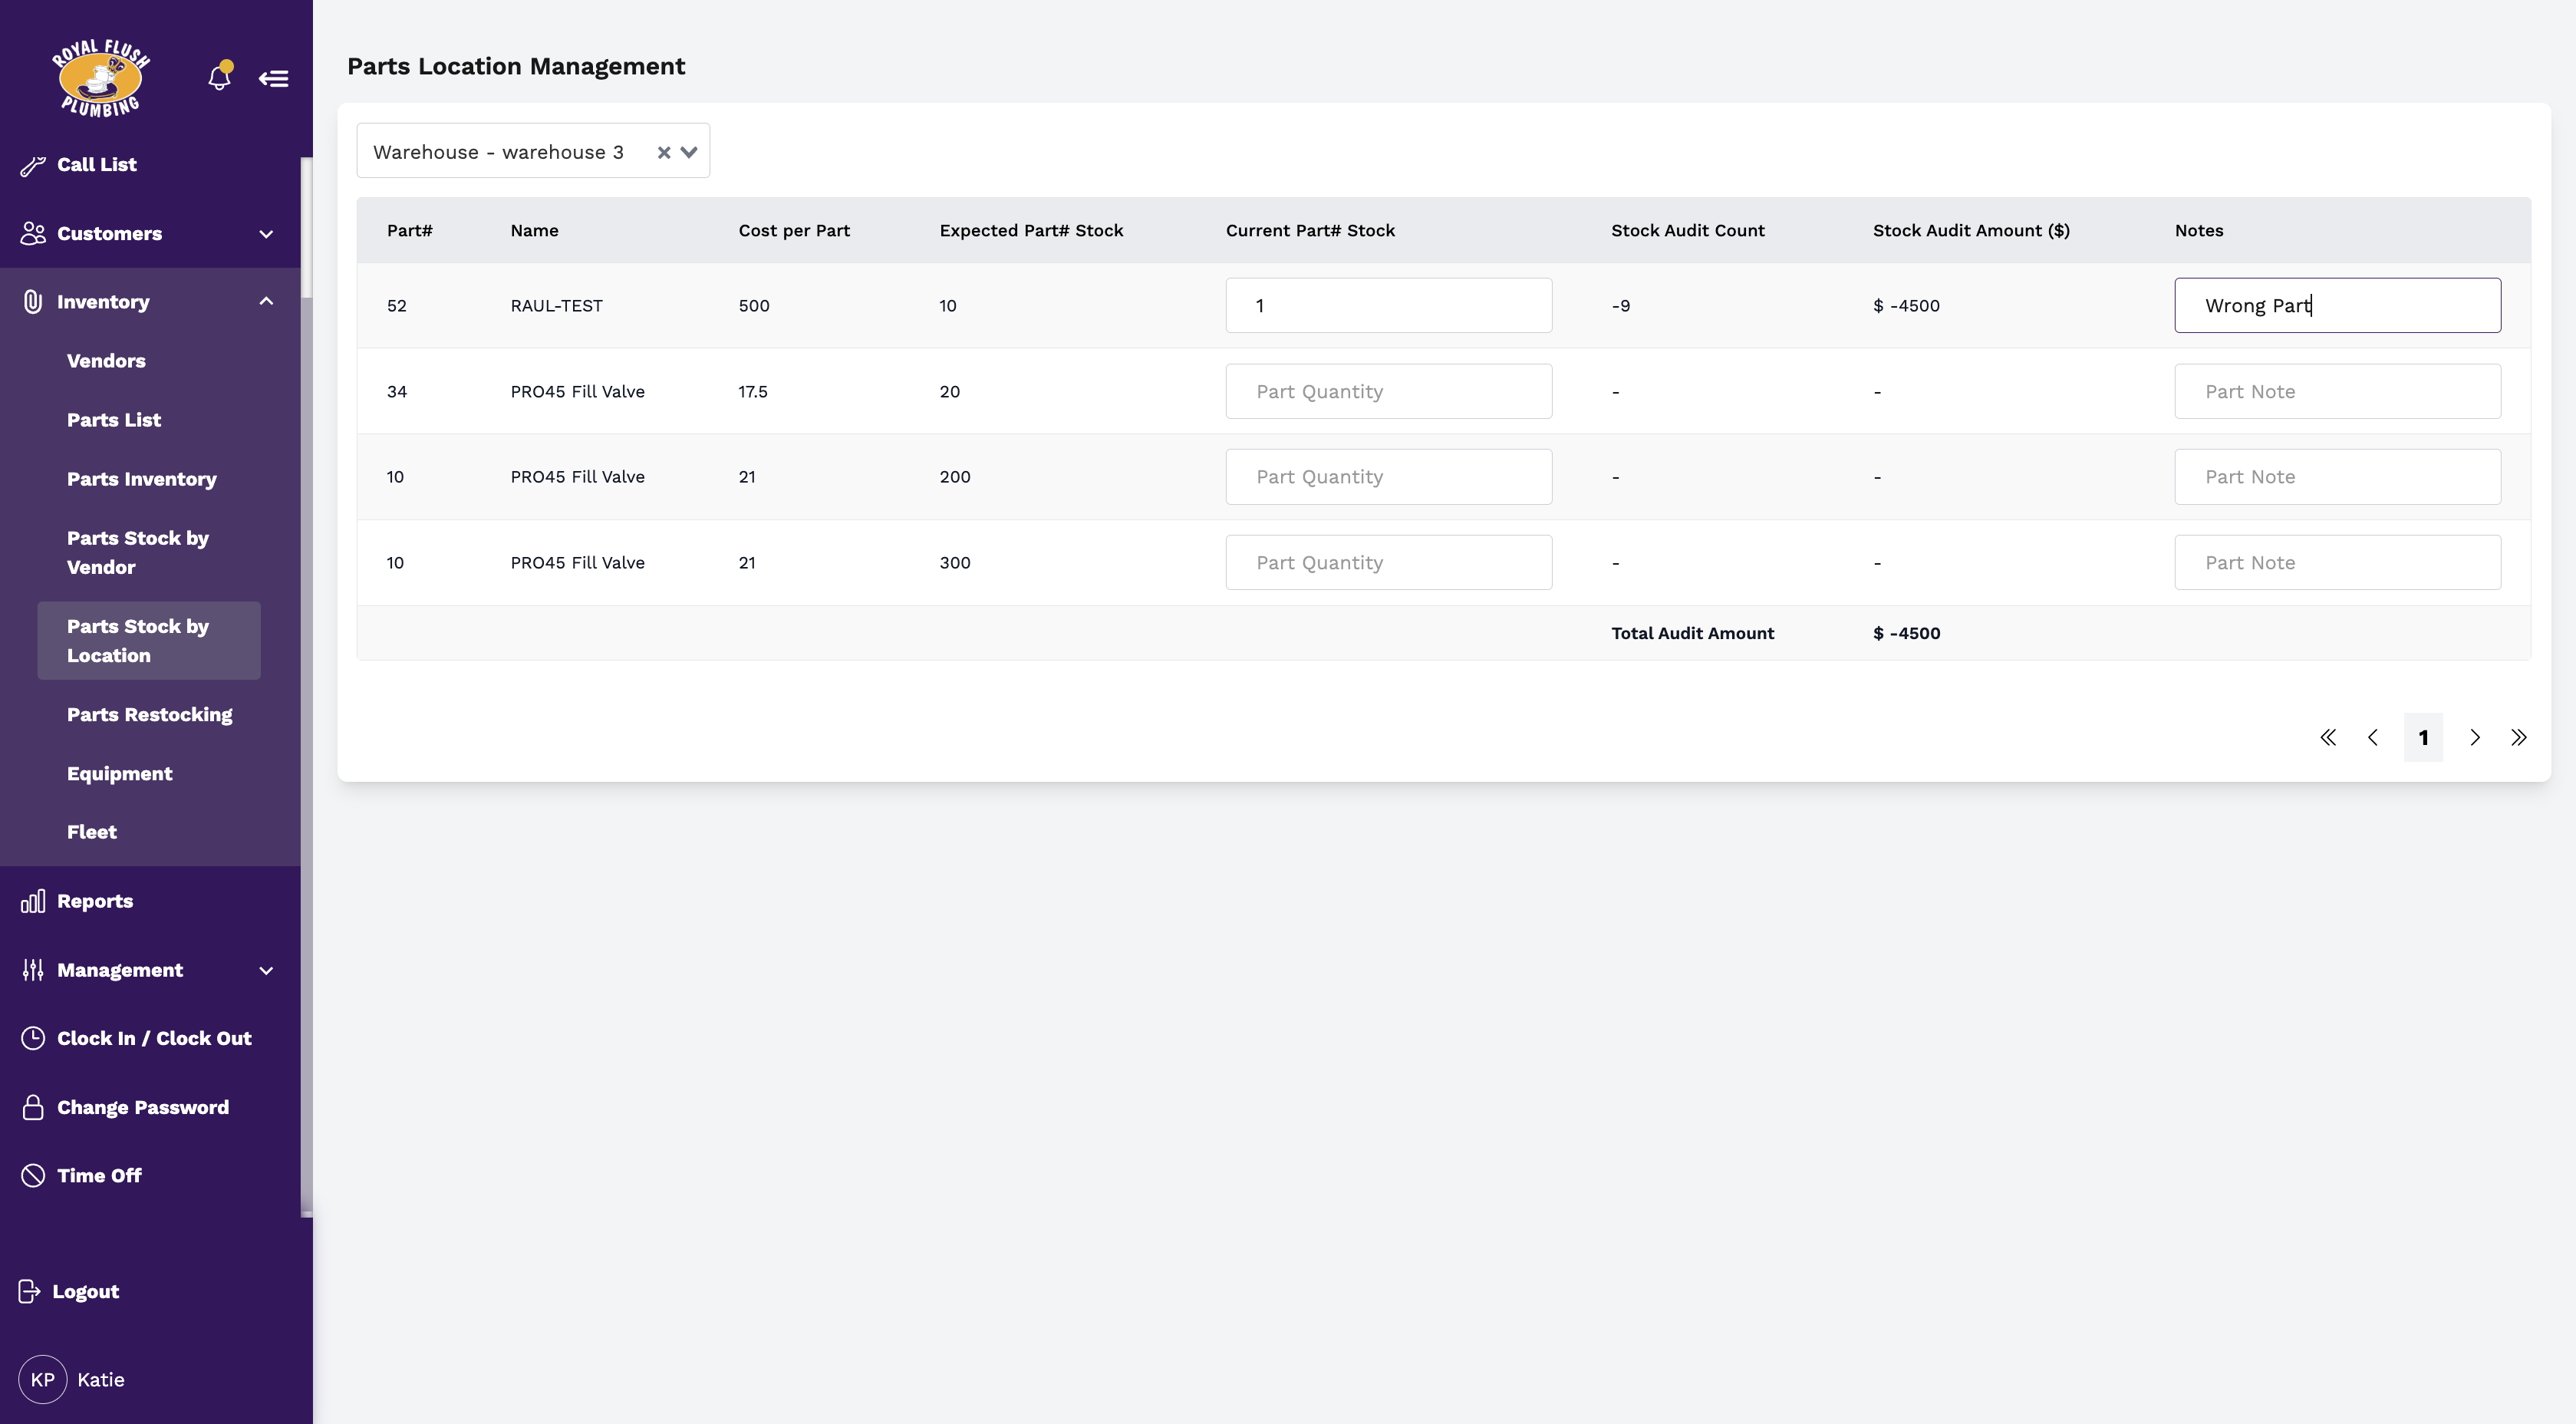 ROYAL FLUSH
PLUMBING
Call List
Customers
Inventory
Vendors
Parts List
Parts Inventory
Parts Stock by
Vendor
Parts Stock by
Location
Parts Restocking
Equipment
Fleet
Reports
Management
Clock In / Clock Out
Change Password
Time Off
Logout
KP Katie
Parts Location Management
Warehouse - warehouse 3
Part# Name Cost per Part Expected Part# Stock Current Part# Stock Stock Audit Count Stock Audit Amount ($) Notes
52 RAUL-TEST 500 10 1 -9 $ -4500 Wrong Part
34 PRO45 Fill Valve 17.5 20 Part Quantity - - Part Note
10 PRO45 Fill Valve 21 200 Part Quantity - - Part Note
10 PRO45 Fill Valve 21 300 Part Quantity - - Part Note
Total Audit Amount $ -4500
1